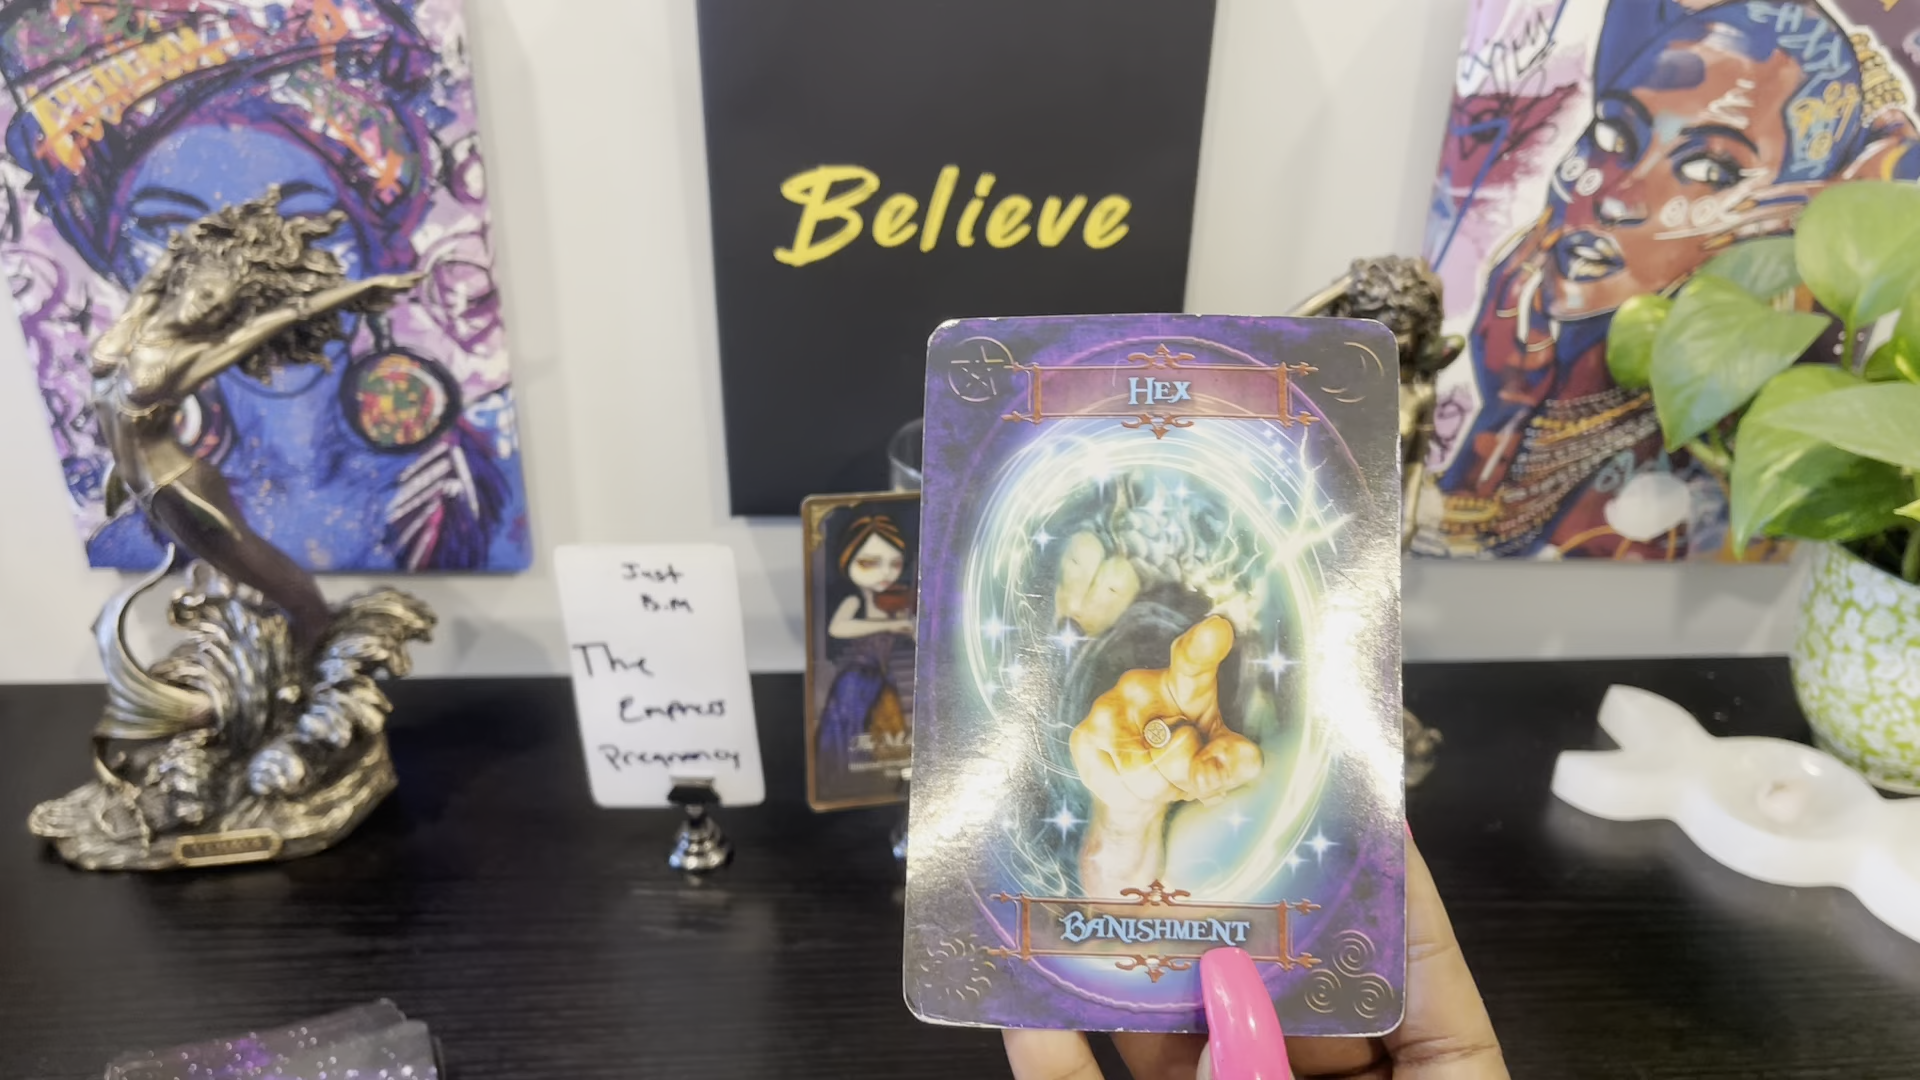 Believe
Hex
Banishment
Just
B.M
The
Empress
Pregnancy